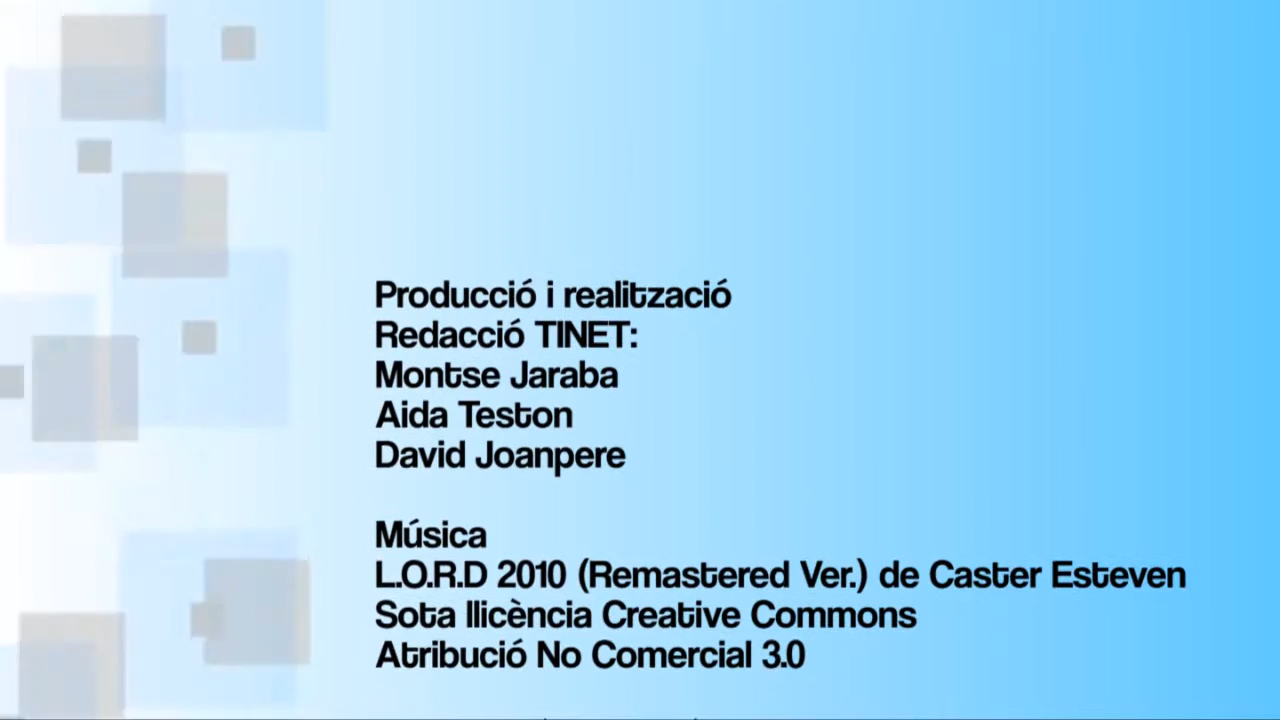 Producció i realització
Redacció TINET:
Montse Jaraba
Aida Teston
David Joanpere
Música
L.O.R.D 2010 (Remastered Ver.) de Caster Esteven
Sota llicència Creative Commons
Atribució No Comercial 3.0